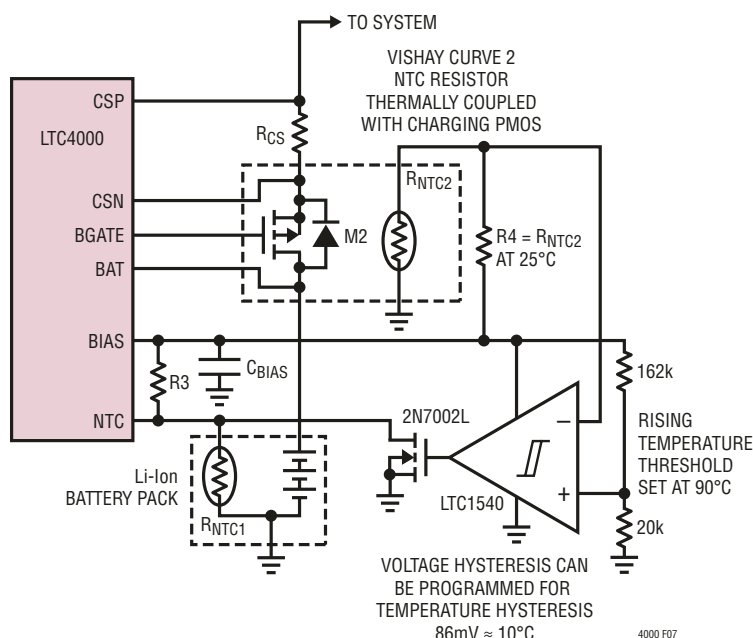 TO SYSTEM
VISHAY CURVE 2
NTC RESISTOR
THERMALLY COUPLED
WITH CHARGING PMOS
CSP
LTC4000
RCS
CSN
RNTC2
BGATE
M2
R4 = RNTC2
AT 25°C
BAT
BIAS
R3
CBIAS
162k
NTC
2N7002L
–
RISING
TEMPERATURE
THRESHOLD
SET AT 90°C
Li-Ion
BATTERY PACK
+
LTC1540
RNTC1
20k
VOLTAGE HYSTERESIS CAN
BE PROGRAMMED FOR
TEMPERATURE HYSTERESIS
86mV ≈ 10°C
4000 F07